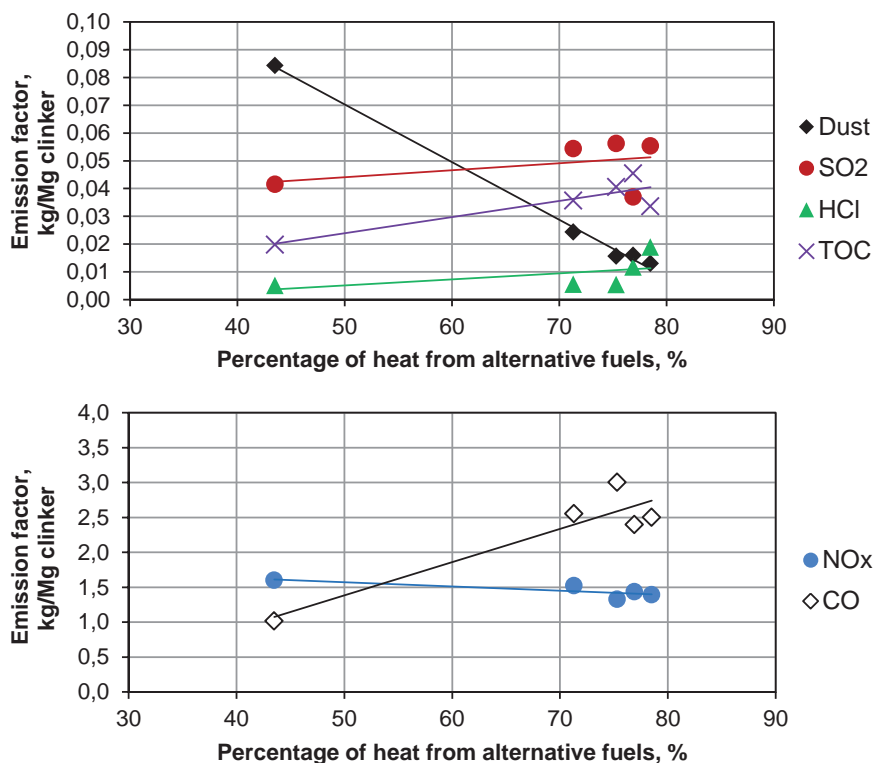 0,10
0,09
0,08
0,07
0,06
0,05
0,04
0,03
0,02
0,01
0,00
Emission factor,
kg/Mg clinker
30 40 50 60 70 80 90
Percentage of heat from alternative fuels, %
Dust
SO2
HCl
TOC
4,0
3,5
3,0
2,5
2,0
1,5
1,0
0,5
0,0
Emission factor,
kg/Mg clinker
30 40 50 60 70 80 90
Percentage of heat from alternative fuels, %
NOx
CO